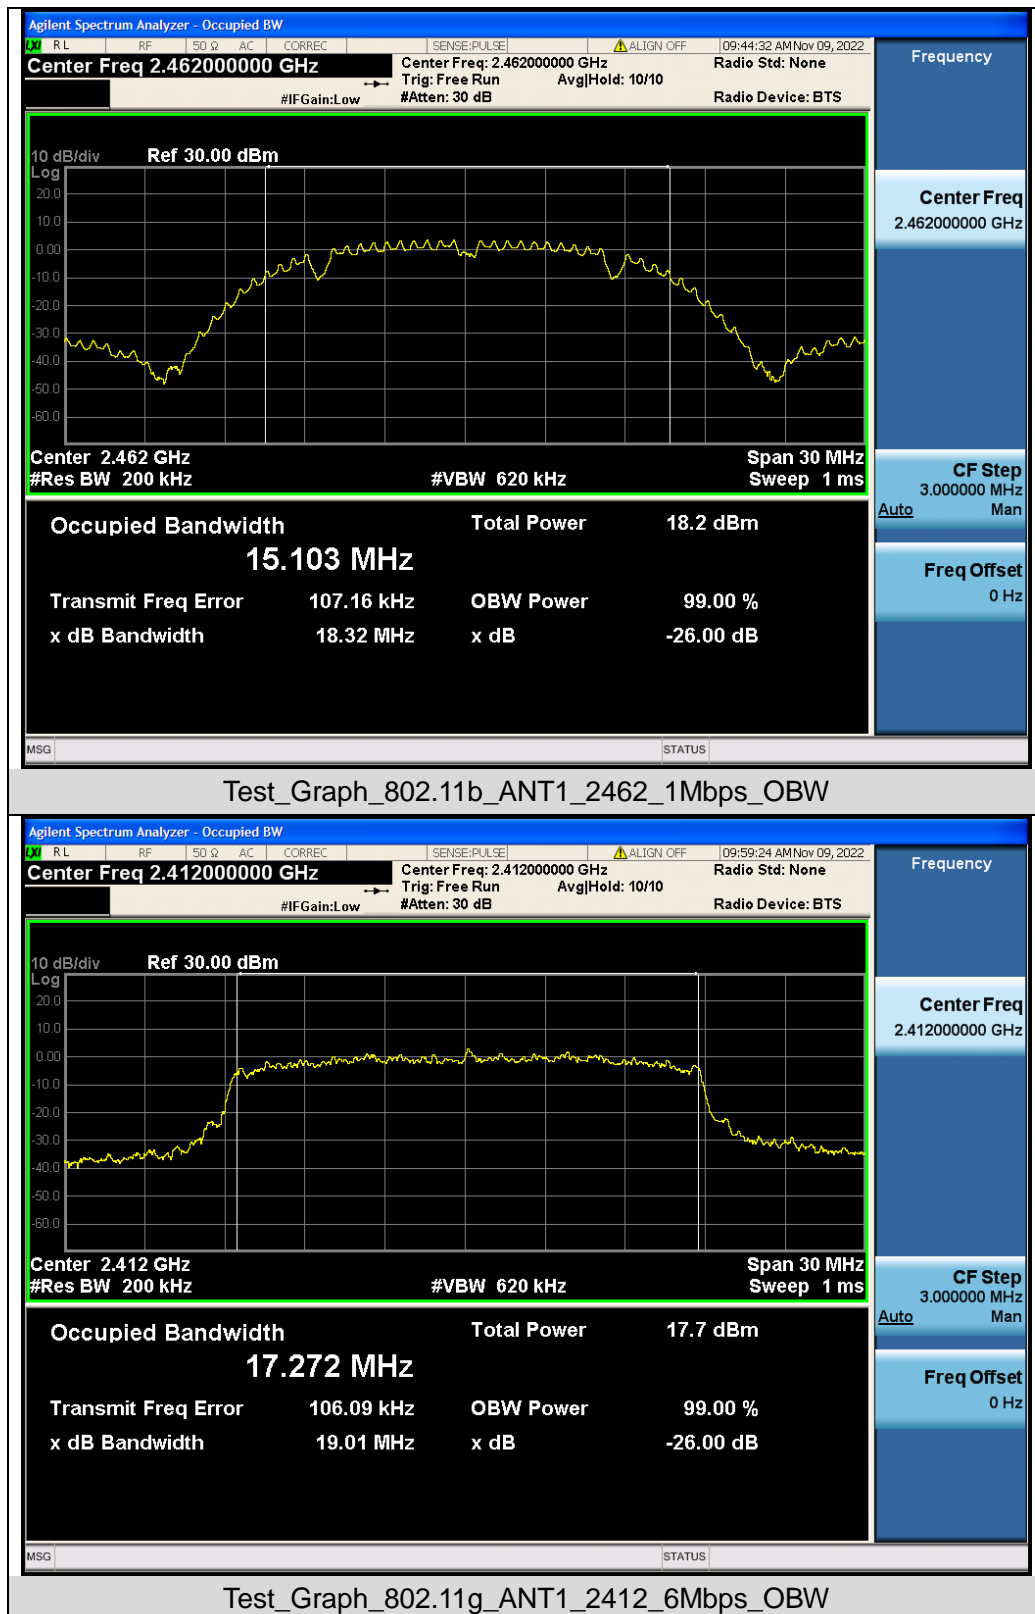 Agilent Spectrum Analyzer - Occupied BW
LXI RL RF 50 Ω AC CORREC SENSE:PULSE ALIGN OFF 09:44:32 AM Nov 09, 2022
Center Freq 2.462000000 GHz
Center Freq: 2.462000000 GHz
Radio Std: None
Trig: Free Run Avg|Hold: 10/10
#IFGain:Low #Atten: 30 dB Radio Device: BTS
Frequency
10 dB/div Ref 30.00 dBm
Log
20.0
10.0
0.00
-10.0
-20.0
-30.0
-40.0
-50.0
-60.0
Center Freq
2.462000000 GHz
Center 2.462 GHz Span 30 MHz
#Res BW 200 kHz #VBW 620 kHz Sweep 1 ms
CF Step
3.000000 MHz
Auto Man
Occupied Bandwidth Total Power 18.2 dBm
15.103 MHz
Transmit Freq Error 107.16 kHz OBW Power 99.00 %
x dB Bandwidth 18.32 MHz x dB -26.00 dB
Freq Offset
0 Hz
MSG STATUS
Test_Graph_802.11b_ANT1_2462_1Mbps_OBW
Agilent Spectrum Analyzer - Occupied BW
LXI RL RF 50 Ω AC CORREC SENSE:PULSE ALIGN OFF 09:59:24 AM Nov 09, 2022
Center Freq 2.412000000 GHz
Center Freq: 2.412000000 GHz
Radio Std: None
Trig: Free Run Avg|Hold: 10/10
#IFGain:Low #Atten: 30 dB Radio Device: BTS
Frequency
10 dB/div Ref 30.00 dBm
Log
20.0
10.0
0.00
-10.0
-20.0
-30.0
-40.0
-50.0
-60.0
Center Freq
2.412000000 GHz
Center 2.412 GHz Span 30 MHz
#Res BW 200 kHz #VBW 620 kHz Sweep 1 ms
CF Step
3.000000 MHz
Auto Man
Occupied Bandwidth Total Power 17.7 dBm
17.272 MHz
Transmit Freq Error 106.09 kHz OBW Power 99.00 %
x dB Bandwidth 19.01 MHz x dB -26.00 dB
Freq Offset
0 Hz
MSG STATUS
Test_Graph_802.11g_ANT1_2412_6Mbps_OBW